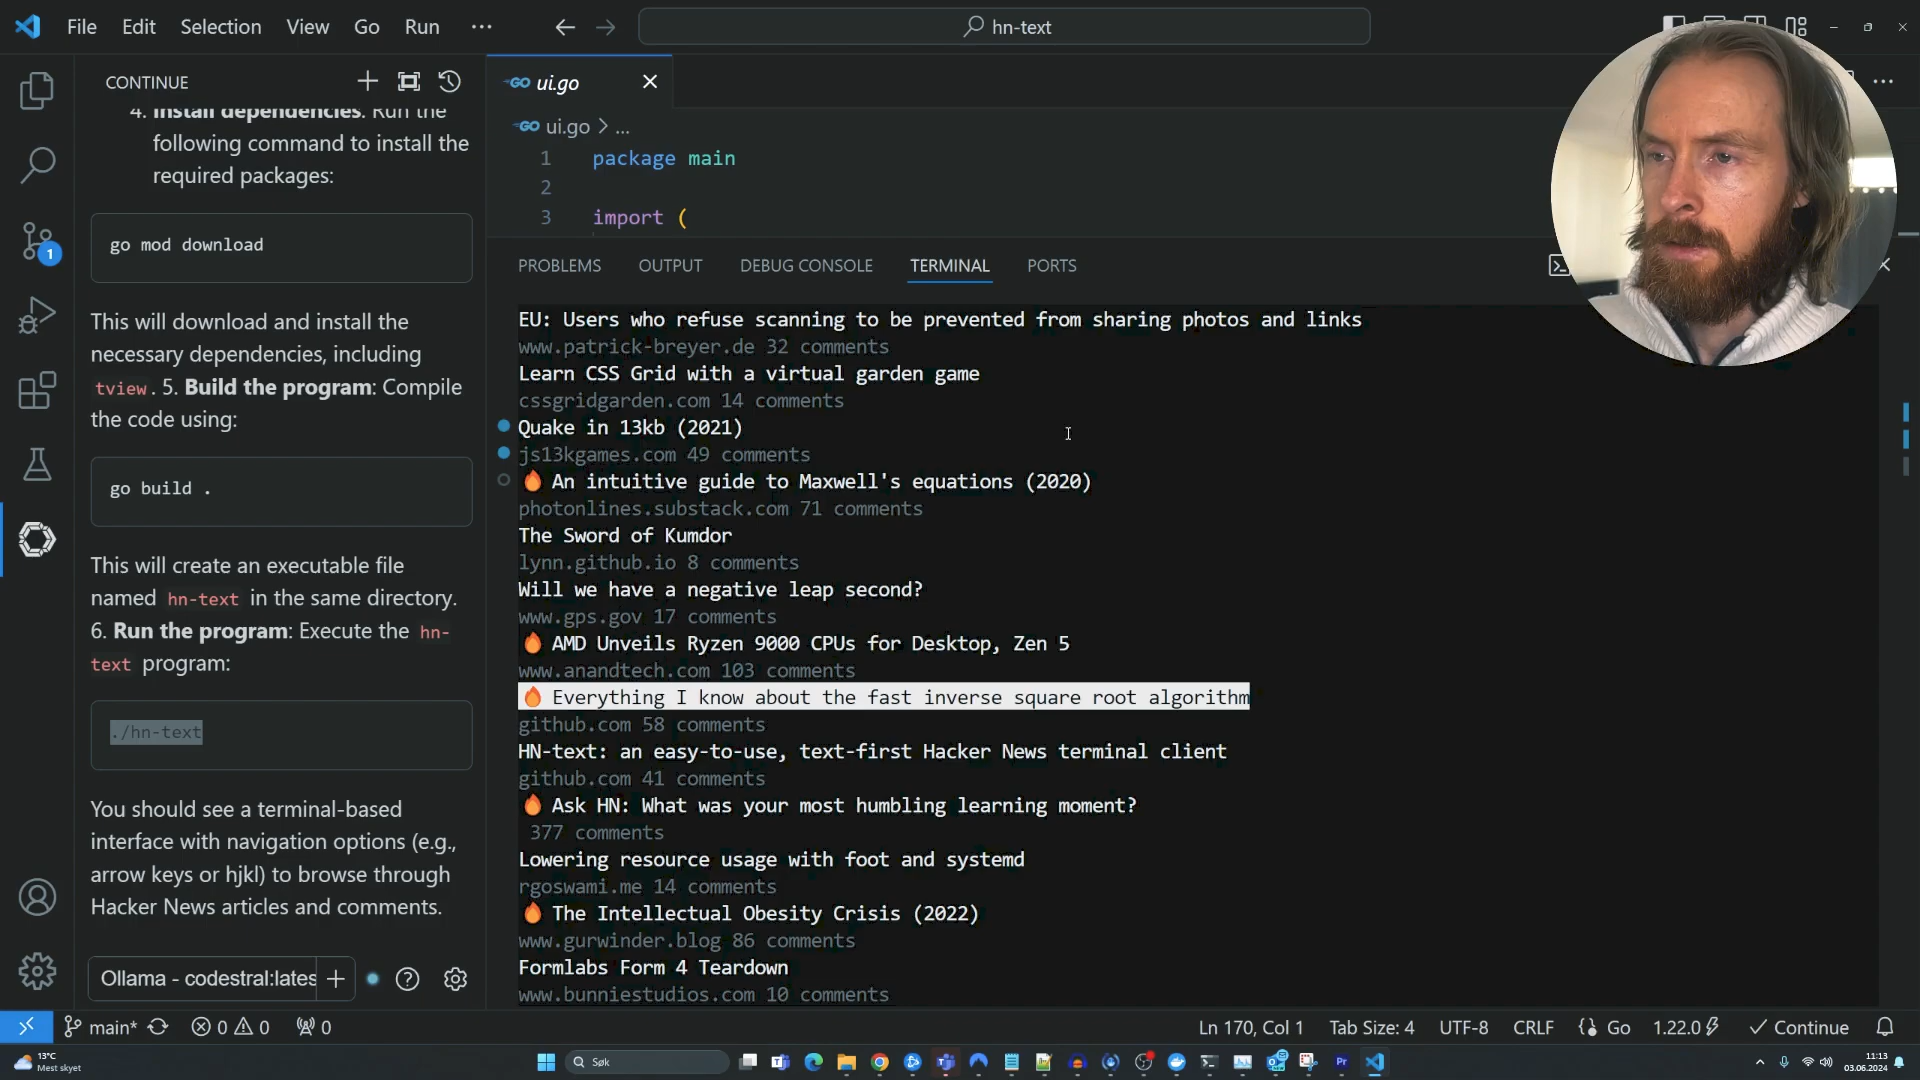 File Edit Selection View Go Run ···
hn-text
CONTINUE
4. Install dependencies: Run the
following command to install the
required packages:
go mod download
This will download and install the
necessary dependencies, including
tview . 5. Build the program: Compile
the code using:
go build .
This will create an executable file
named hn-text in the same directory.
6. Run the program: Execute the hn-
text program:
./hn-text
You should see a terminal-based
interface with navigation options (e.g.,
arrow keys or hjkl) to browse through
Hacker News articles and comments.
Ollama - codestral:lates
ui.go
ui.go > ...
1 package main
2
3 import (
PROBLEMS OUTPUT DEBUG CONSOLE TERMINAL PORTS
EU: Users who refuse scanning to be prevented from sharing photos and links
www.patrick-breyer.de 32 comments
Learn CSS Grid with a virtual garden game
cssgridgarden.com 14 comments
Quake in 13kb (2021)
js13kgames.com 49 comments
🔥 An intuitive guide to Maxwell's equations (2020)
photonlines.substack.com 71 comments
The Sword of Kumdor
lynn.github.io 8 comments
Will we have a negative leap second?
www.gps.gov 17 comments
🔥 AMD Unveils Ryzen 9000 CPUs for Desktop, Zen 5
www.anandtech.com 103 comments
🔥 Everything I know about the fast inverse square root algorithm
github.com 58 comments
HN-text: an easy-to-use, text-first Hacker News terminal client
github.com 41 comments
🔥 Ask HN: What was your most humbling learning moment?
377 comments
Lowering resource usage with foot and systemd
rgoswami.me 14 comments
🔥 The Intellectual Obesity Crisis (2022)
www.gurwinder.blog 86 comments
Formlabs Form 4 Teardown
www.bunniestudios.com 10 comments
1
main* 0 0 0
Ln 170, Col 1 Tab Size: 4 UTF-8 CRLF Go 1.22.0 Continue
13°C
Mest skyet
Søk
11:13
03.06.2024